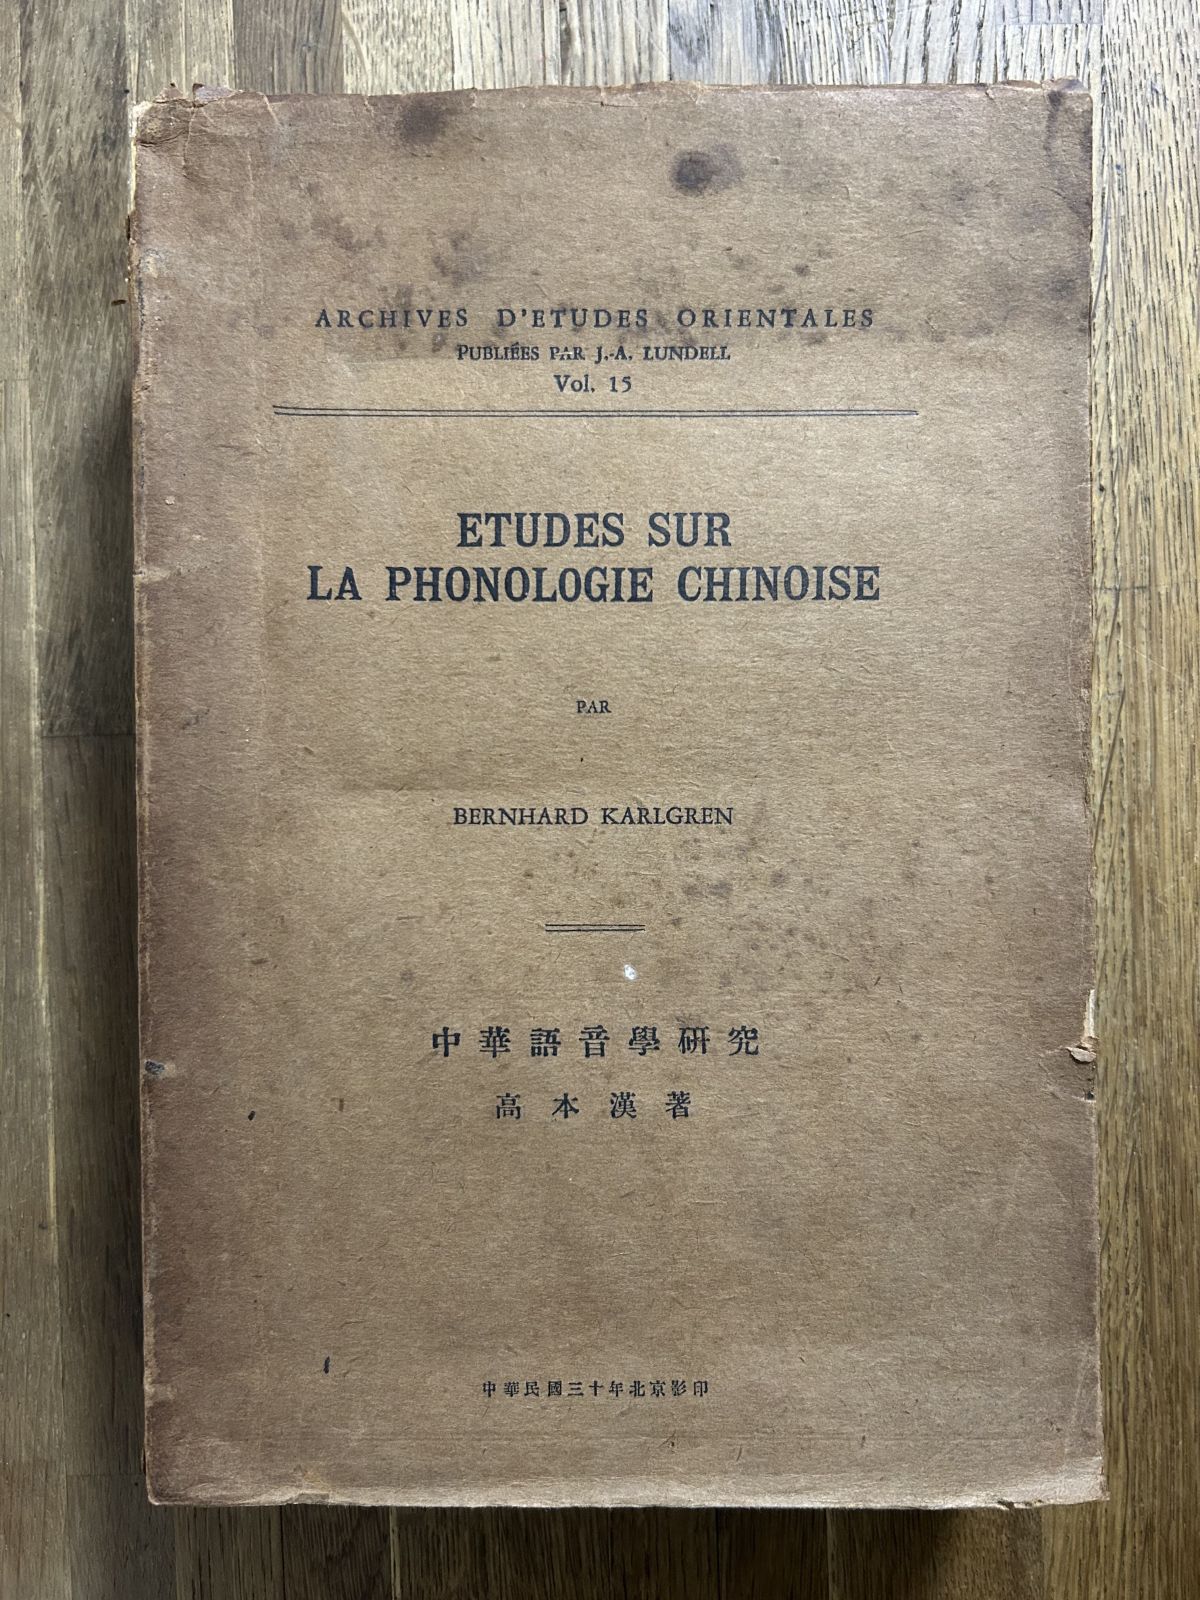 ARCHIVES D'ETUDES ORIENTALES
PUBLIÉES PAR J.-A. LUNDELL
Vol. 15
ETUDES SUR
LA PHONOLOGIE CHINOISE
PAR
BERNHARD KARLGREN
中華語音學硏究
高本漢著
中華民國三十年北京影印